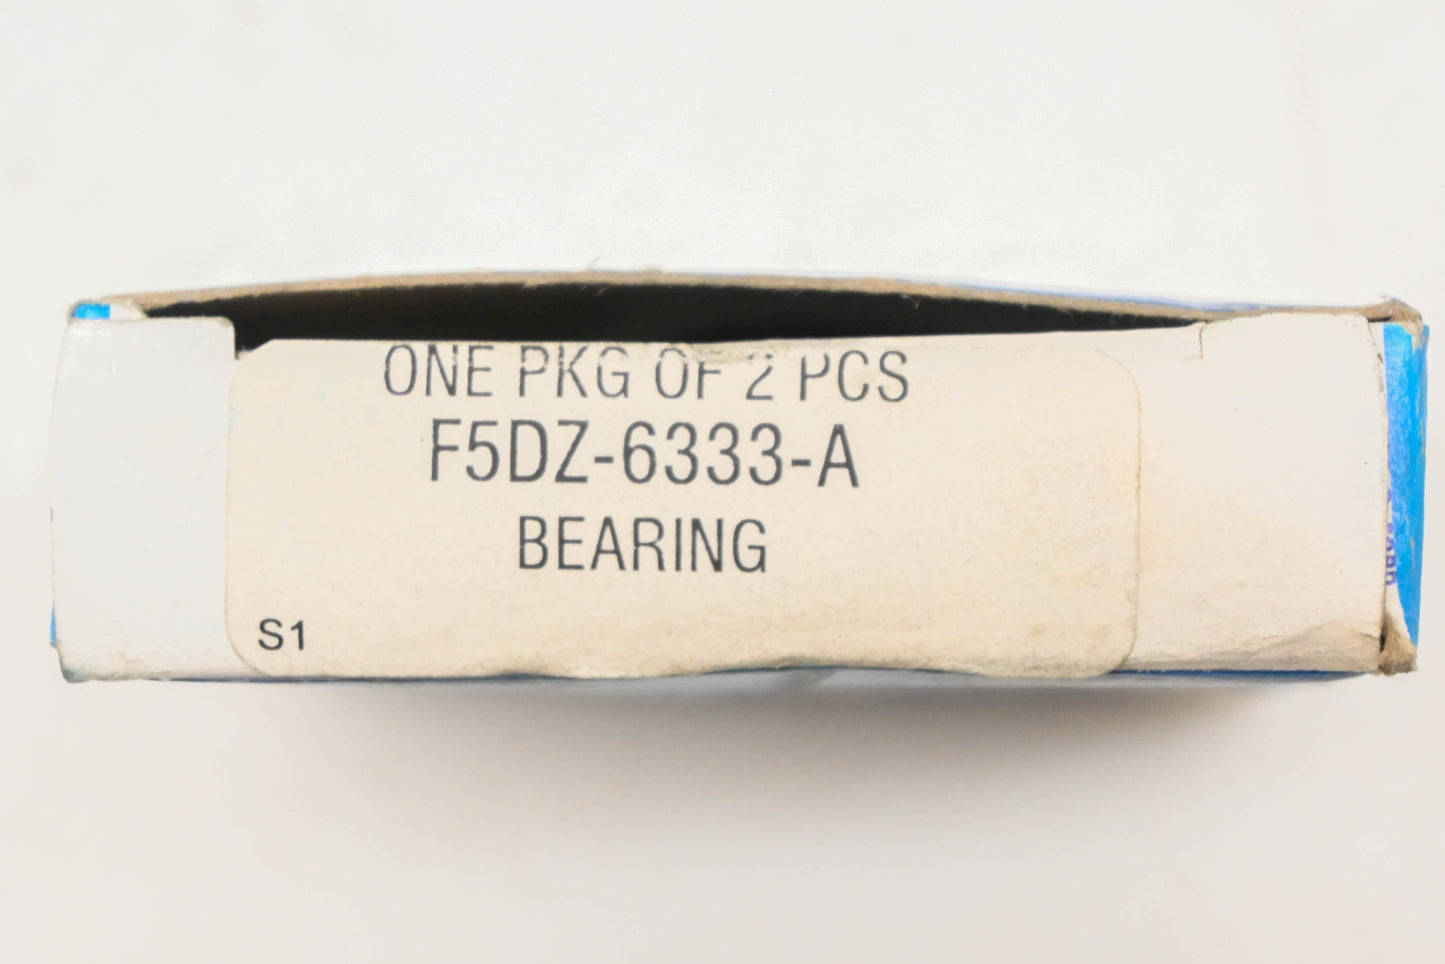 ONE PKG OF 2 PCS
F5DZ-6333-A
BEARING
S1